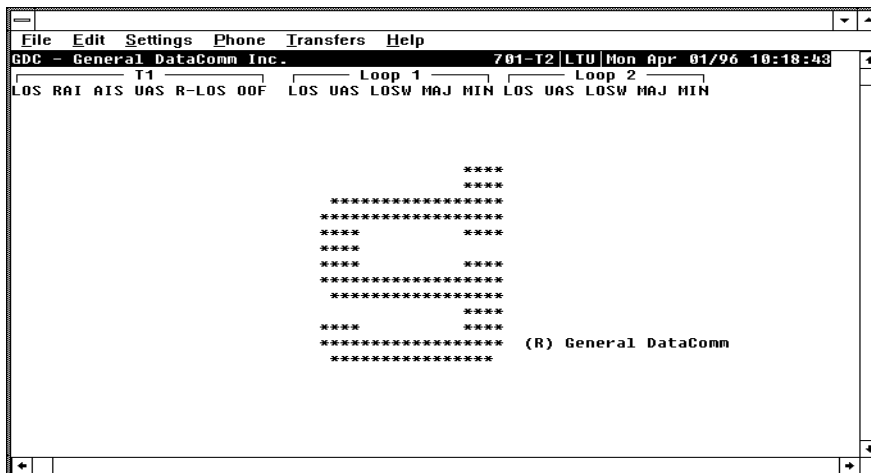 File Edit Settings Phone Transfers Help
GDC - General DataComm Inc. 701-T2|LTU|Mon Apr 01/96 10:18:43
T1 Loop 1 Loop 2
LOS RAI AIS UAS R-LOS OOF LOS UAS LOSW MAJ MIN LOS UAS LOSW MAJ MIN
****
****
*****************
******************
**** ****
****
**** ****
******************
*****************
****
**** ****
****************** (R) General DataComm
****************